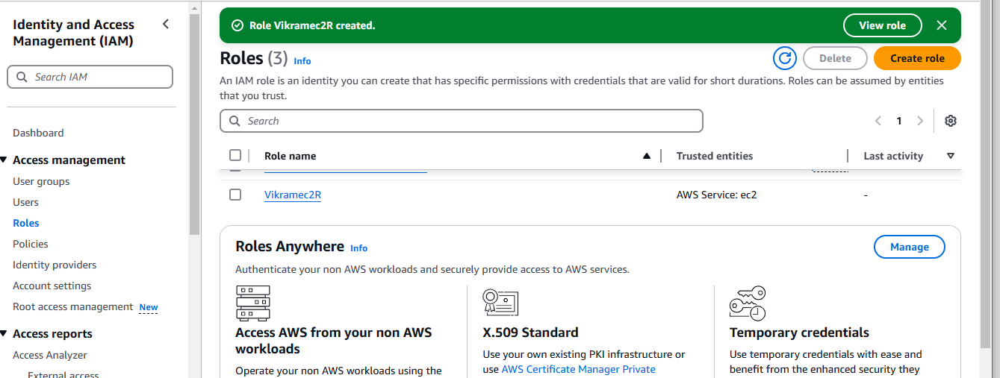 Identity and Access
Management (IAM)
Search IAM
Dashboard
Access management
User groups
Users
Roles
Policies
Identity providers
Account settings
Root access management New
Access reports
Access Analyzer
External access
Role Vikramec2R created.
View role
Roles (3) Info
Delete
Create role
An IAM role is an identity you can create that has specific permissions with credentials that are valid for short durations. Roles can be assumed by entities
that you trust.
Search
1
Role name
Trusted entities
Last activity
Vikramec2R
AWS Service: ec2
-
Roles Anywhere Info
Manage
Authenticate your non AWS workloads and securely provide access to AWS services.
Access AWS from your non AWS
workloads
Operate your non AWS workloads using the
X.509 Standard
Use your own existing PKI infrastructure or
use AWS Certificate Manager Private
Temporary credentials
Use temporary credentials with ease and
benefit from the enhanced security they